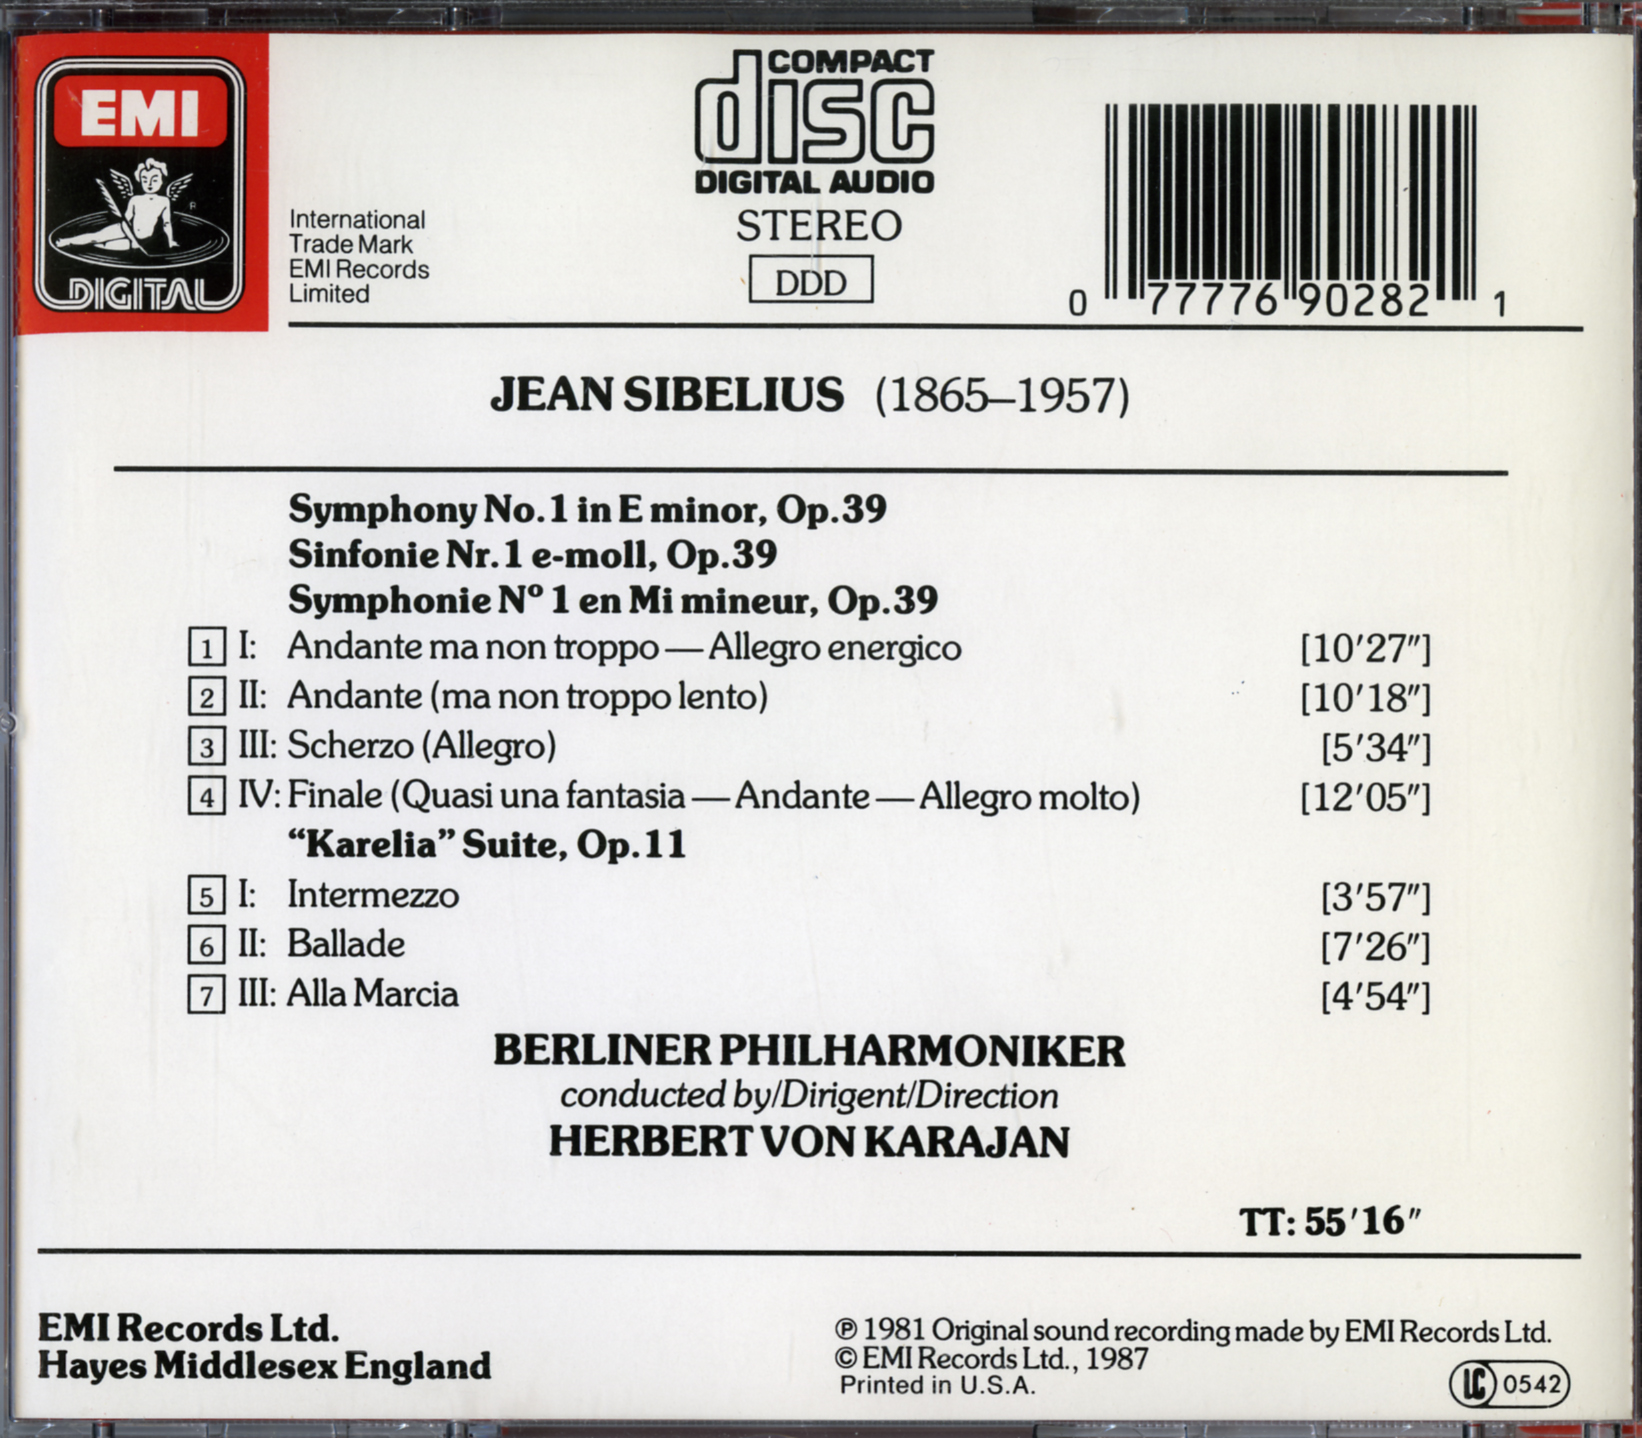 EMI
DIGITAL
International
Trade Mark
EMI Records
Limited
COMPACT
disc
DIGITAL AUDIO
STEREO
DDD
0 77776 90282 1
JEAN SIBELIUS (1865–1957)
Symphony No. 1 in E minor, Op. 39
Sinfonie Nr. 1 e-moll, Op. 39
Symphonie Nº 1 en Mi mineur, Op. 39
1 I: Andante ma non troppo — Allegro energico [10′27″]
2 II: Andante (ma non troppo lento) [10′18″]
3 III: Scherzo (Allegro) [5′34″]
4 IV: Finale (Quasi una fantasia — Andante — Allegro molto) [12′05″]
“Karelia” Suite, Op. 11
5 I: Intermezzo [3′57″]
6 II: Ballade [7′26″]
7 III: Alla Marcia [4′54″]
BERLINER PHILHARMONIKER
conducted by/Dirigent/Direction
HERBERT VON KARAJAN
TT: 55′16″
EMI Records Ltd.
Hayes Middlesex England
℗ 1981 Original sound recording made by EMI Records Ltd.
© EMI Records Ltd., 1987
Printed in U.S.A.
LC 0542